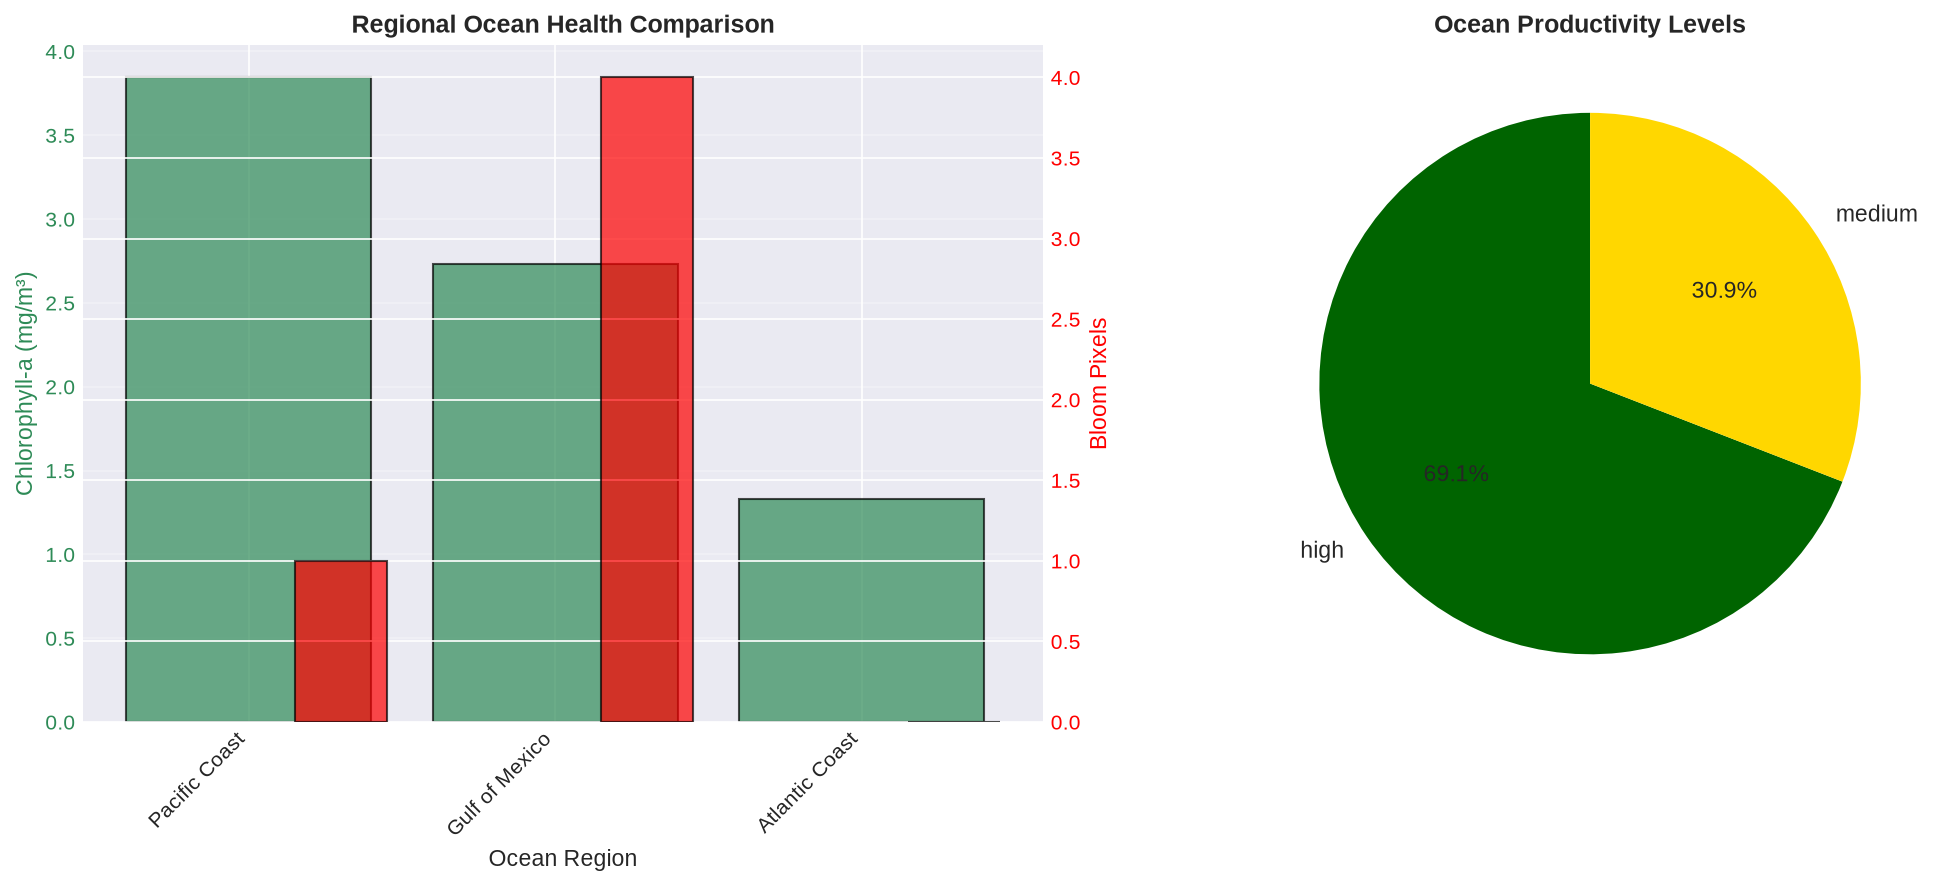 Regional Ocean Health Comparison
4.0
3.5
3.0
2.5
2.0
1.5
1.0
0.5
0.0
Chlorophyll-a (mg/m³)
4.0
3.5
3.0
2.5
2.0
1.5
1.0
0.5
0.0
Bloom Pixels
Pacific Coast
Gulf of Mexico
Atlantic Coast
Ocean Region
Ocean Productivity Levels
medium
30.9%
69.1%
high